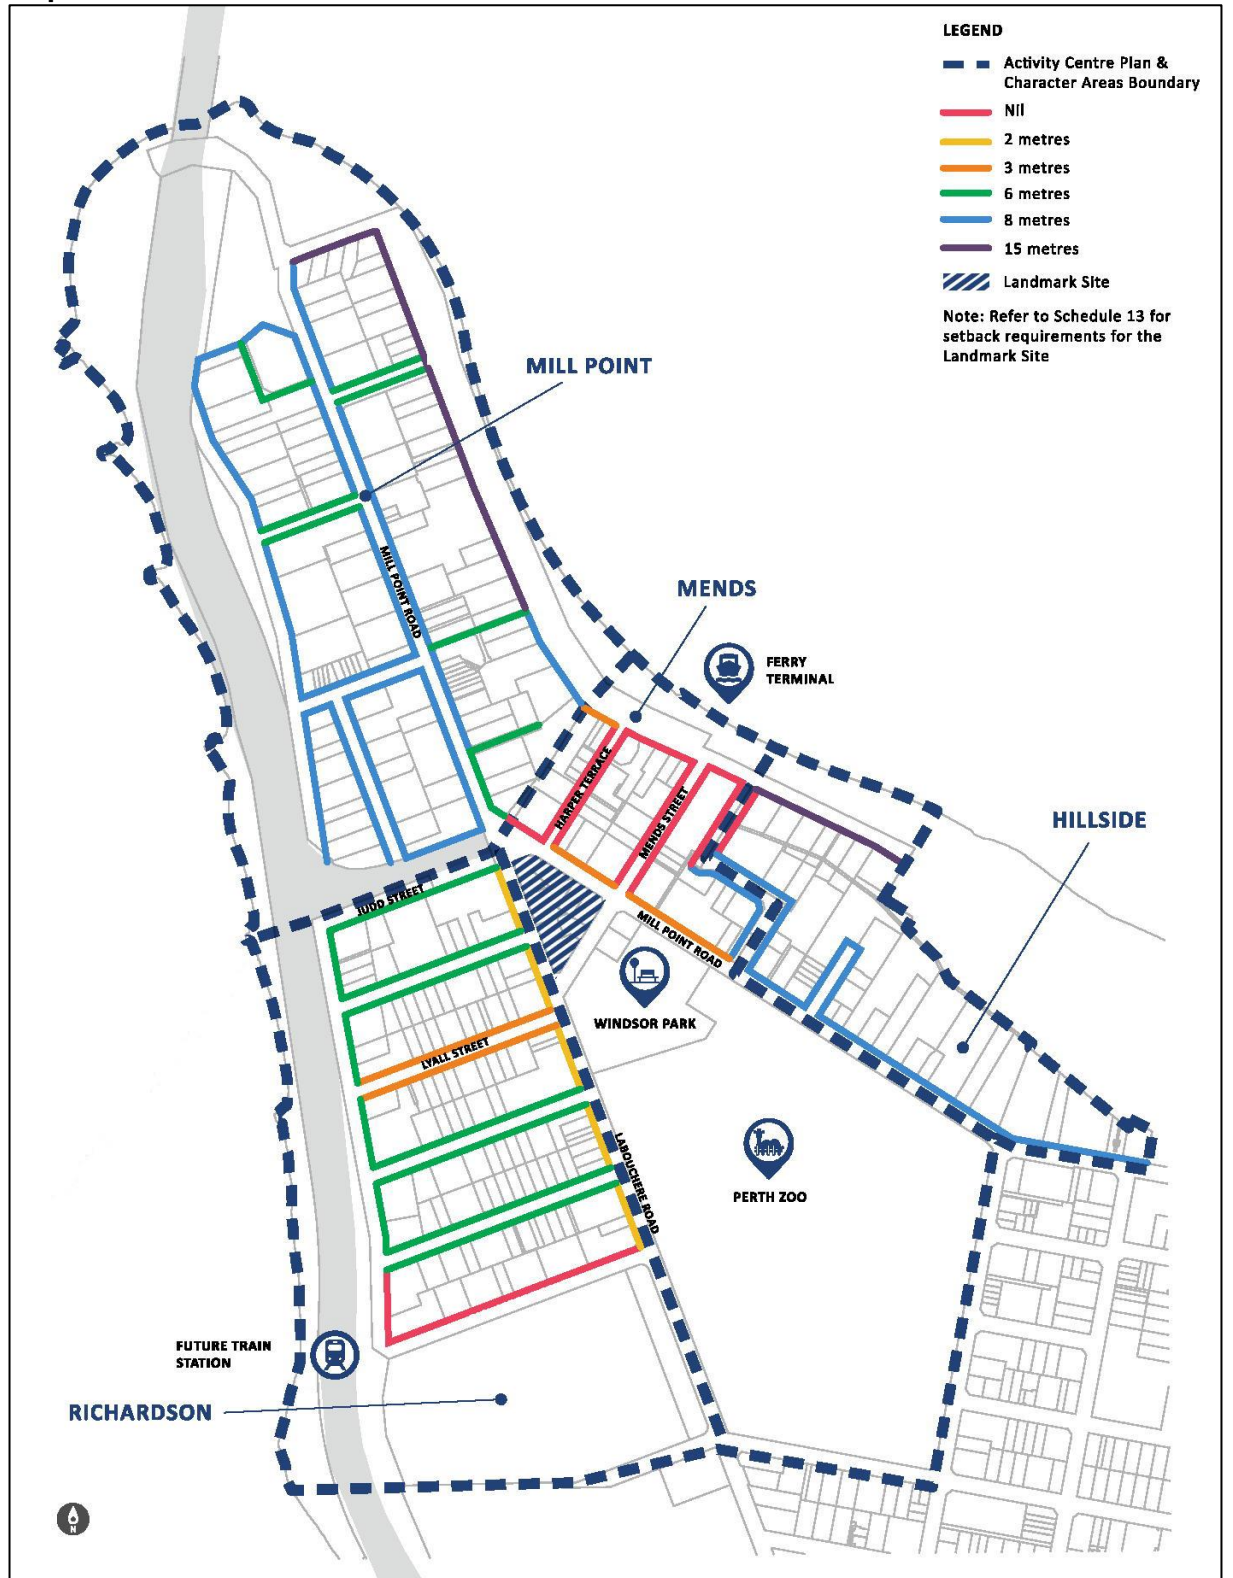 LEGEND
Activity Centre Plan &
Character Areas Boundary
Nil
2 metres
3 metres
6 metres
8 metres
15 metres
Landmark Site
Note: Refer to Schedule 13 for
setback requirements for the
Landmark Site
MILL POINT
MILL POINT ROAD
MENDS
FERRY
TERMINAL
HARPER TERRACE
MENDS STREET
HILLSIDE
JUDD STREET
MILL POINT ROAD
WINDSOR PARK
LYALL STREET
LABOUCHERE ROAD
PERTH ZOO
FUTURE TRAIN
STATION
RICHARDSON
N